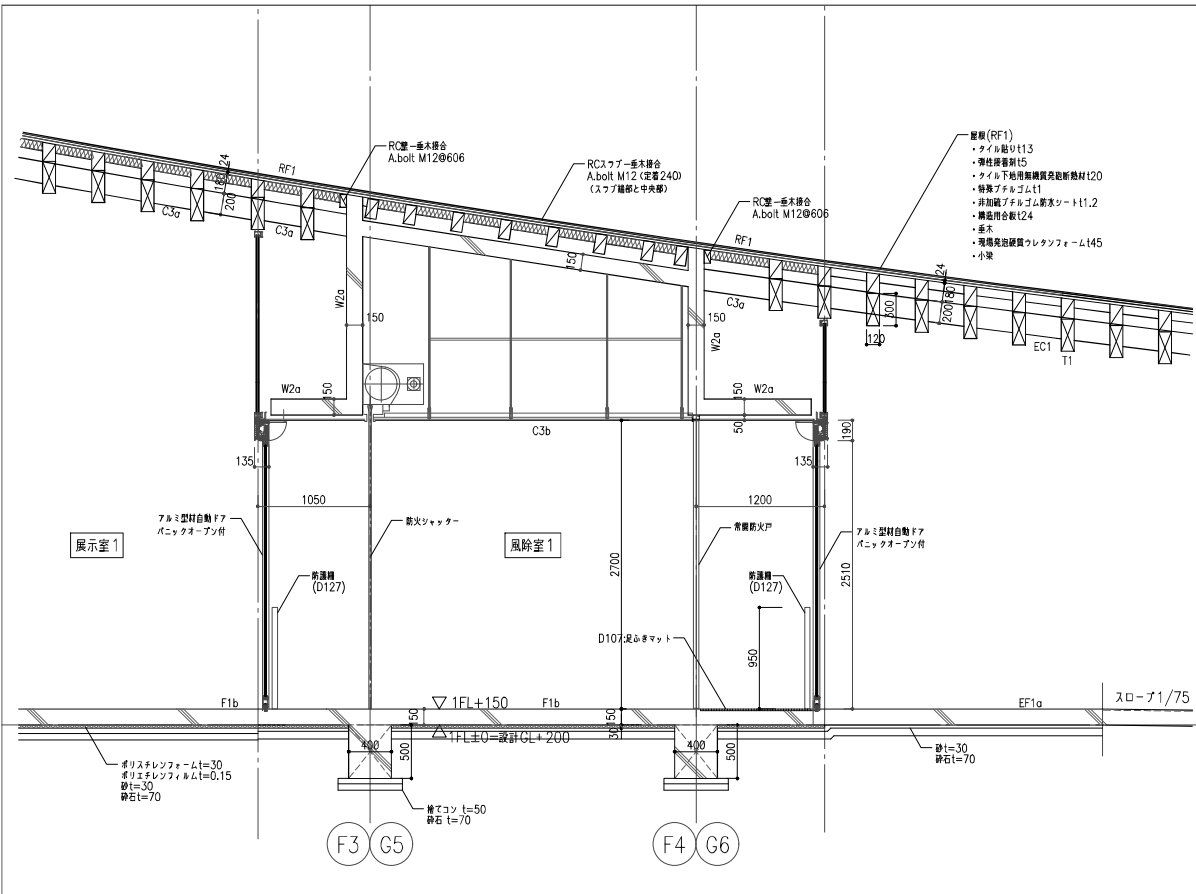 24
180
200
RF1
C3a
C3a
RC壁ー垂木接合
A.bolt M12@606
RCスラブー垂木接合
A.bolt M12 (定着240)
(スラブ端部と中央部)
RC壁ー垂木接合
A.bolt M12@606
RF1
屋根(RF1)
・タイル貼りt13
・弾性接着剤t5
・タイル下地用無機質発泡断熱材t20
・特殊ブチルゴムt1
・非加硫ブチルゴム防水シートt1.2
・構造用合板t24
・垂木
・現場発泡硬質ウレタンフォームt45
・小梁
24
180
200
300
120
EC1
T1
C3a
150
W2a
150
150
W2a
W2a
150
150
W2a
50
C3b
190
135
135
1050
1200
アルミ型材自動ドア
パニックオープン付
防火シャッター
常開防火戸
アルミ型材自動ドア
パニックオープン付
展示室1
風除室1
2700
2510
防護柵
(D127)
防護柵
(D127)
D107:足ふきマット
950
F1b
▽ 1FL+150
F1b
EF1a
スロープ1/75
150
150
30
△ 1FL±0=設計GL+200
400
500
400
500
ポリスチレンフォームt=30
ポリエチレンフィルムt=0.15
砂t=30
砕石t=70
砂t=30
砕石t=70
捨てコン t=50
砕石 t=70
F3
G5
F4
G6